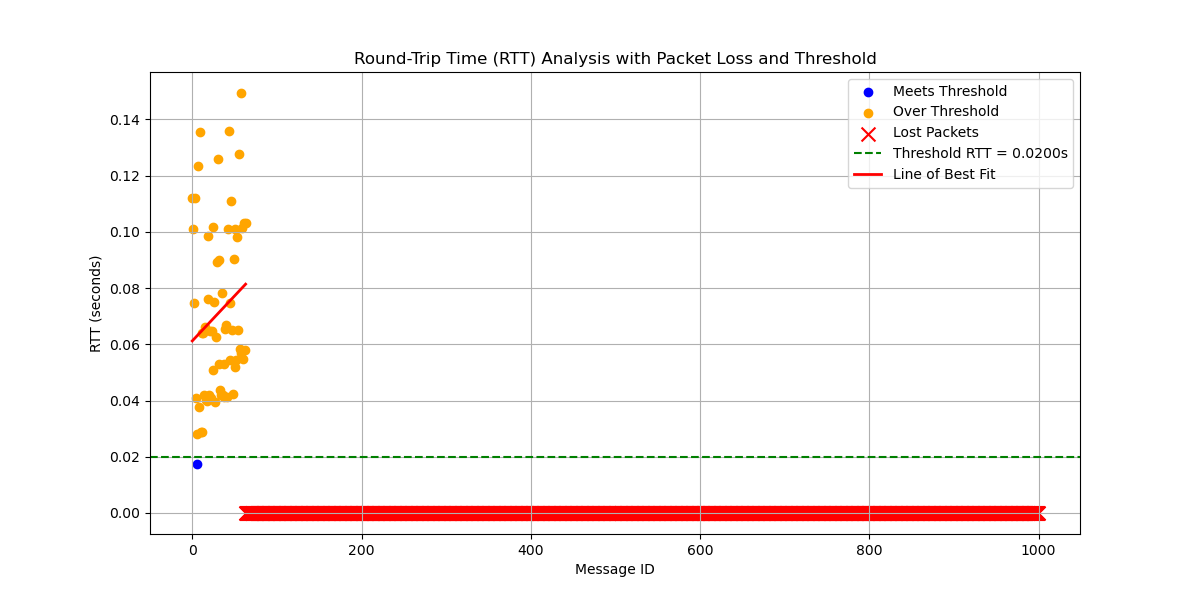 Round-Trip Time (RTT) Analysis with Packet Loss and Threshold
Meets Threshold
Over Threshold
Lost Packets
Threshold RTT = 0.0200s
Line of Best Fit
RTT (seconds)
0.14
0.12
0.10
0.08
0.06
0.04
0.02
0.00
0 200 400 600 800 1000
Message ID